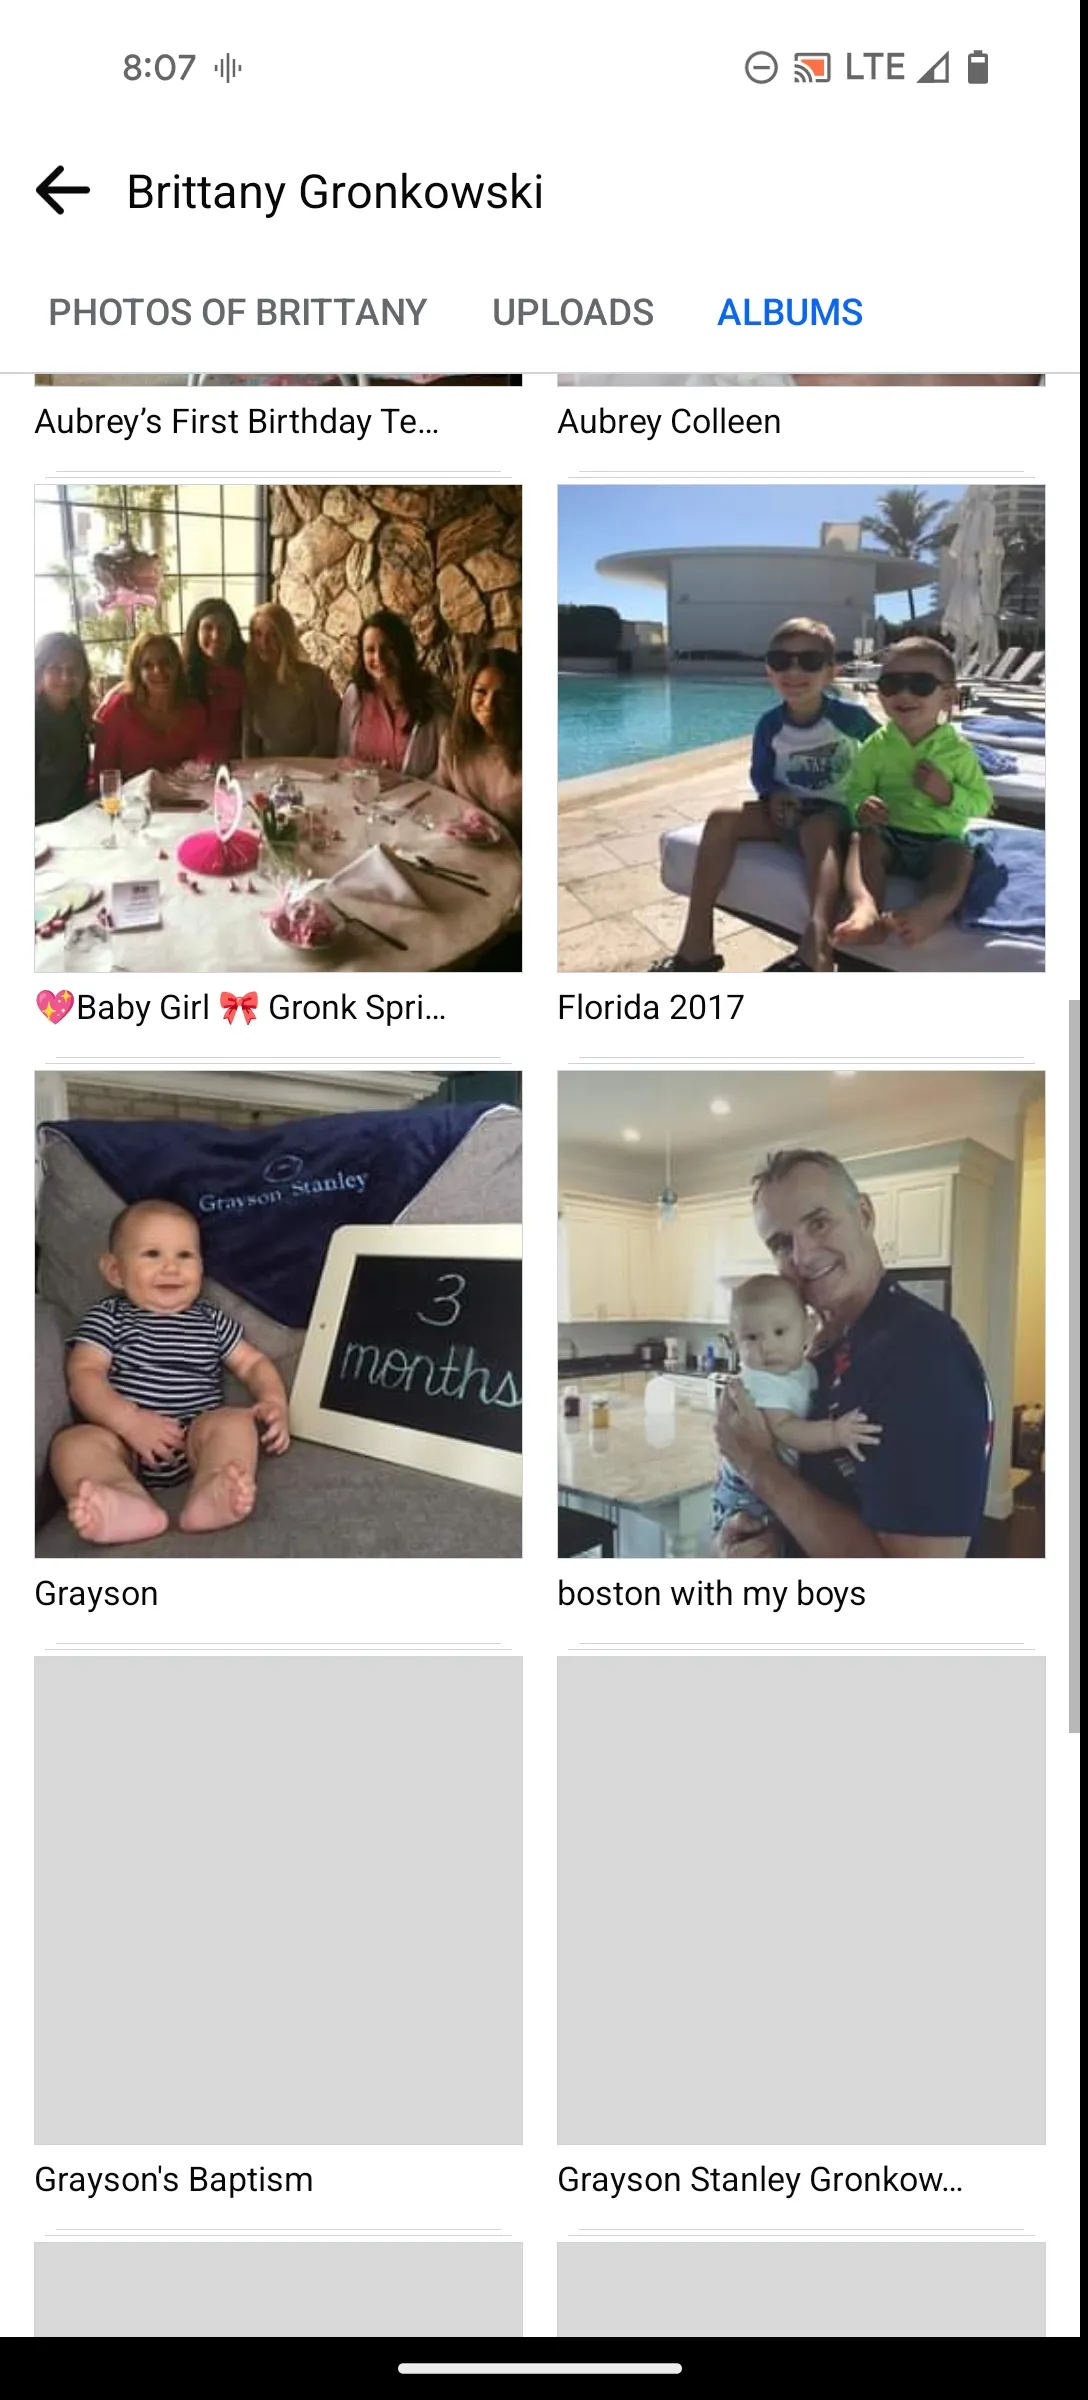 8:07 LTE
Brittany Gronkowski
PHOTOS OF BRITTANY UPLOADS ALBUMS
Aubrey’s First Birthday Te... Aubrey Colleen
💖Baby Girl 🎀 Gronk Spri... Florida 2017
Grayson Stanley
3
months
Grayson boston with my boys
Grayson's Baptism Grayson Stanley Gronkow...